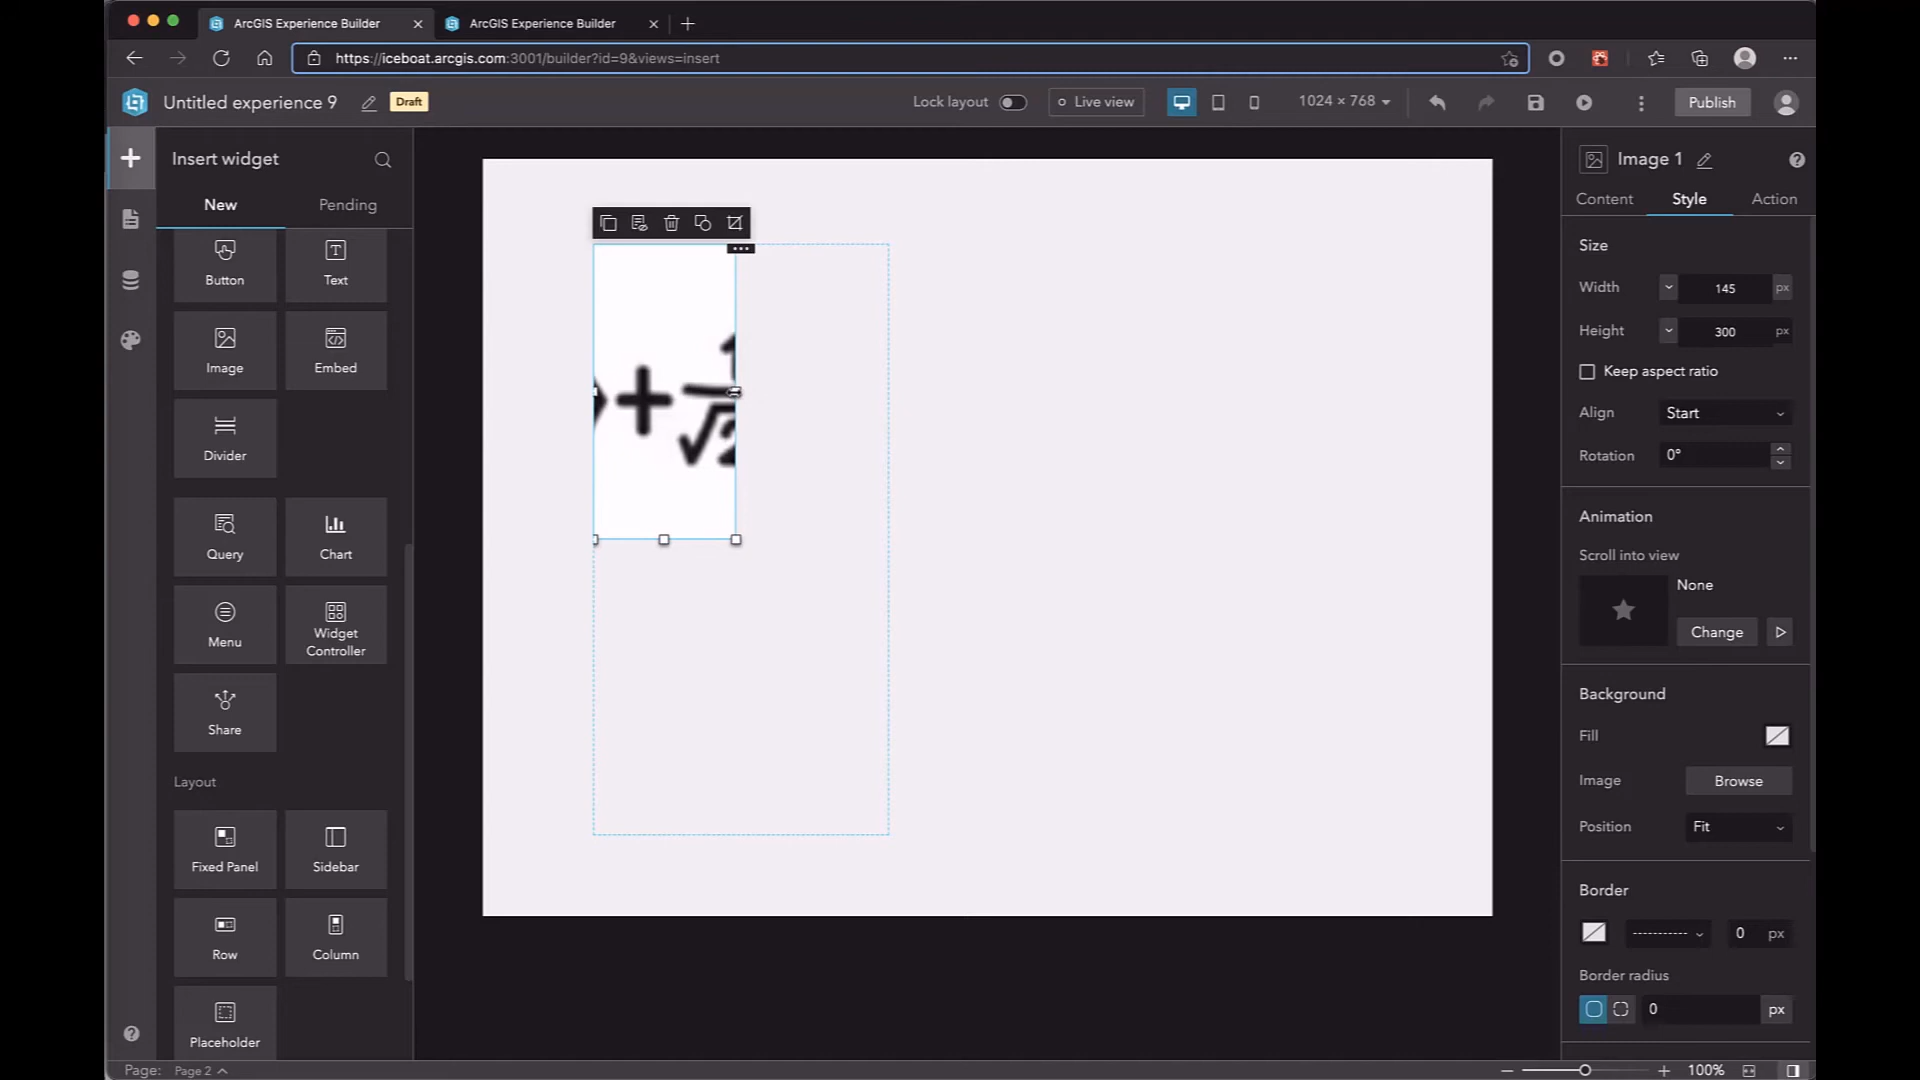 ArcGIS Experience Builder
ArcGIS Experience Builder
https://iceboat.arcgis.com:3001/builder?id=9&views=insert
Untitled experience 9
Draft
Lock layout
Live view
1024 × 768
Publish
Insert widget
New
Pending
Button
Text
Image
Embed
Divider
Query
Chart
Menu
Widget
Controller
Share
Layout
Fixed Panel
Sidebar
Row
Column
Placeholder
Page:
Page 2
+
√2
Image 1
Content
Style
Action
Size
Width
145
px
Height
300
px
Keep aspect ratio
Align
Start
Rotation
0°
Animation
Scroll into view
None
Change
Background
Fill
Image
Browse
Position
Fit
Border
0
px
Border radius
0
px
100%